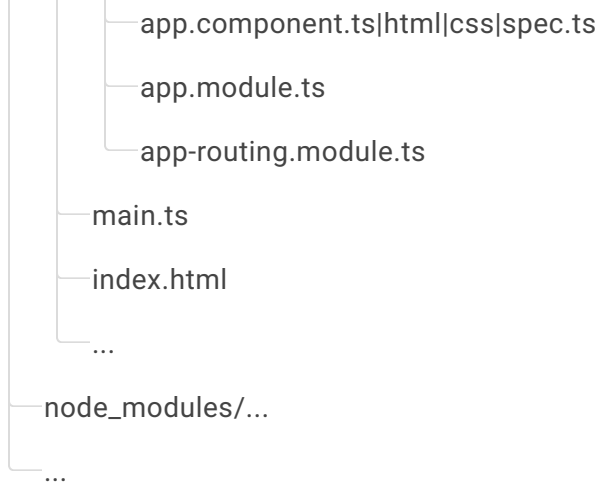 app.component.ts|html|css|spec.ts
app.module.ts
app-routing.module.ts
main.ts
index.html
...
node_modules/...
...